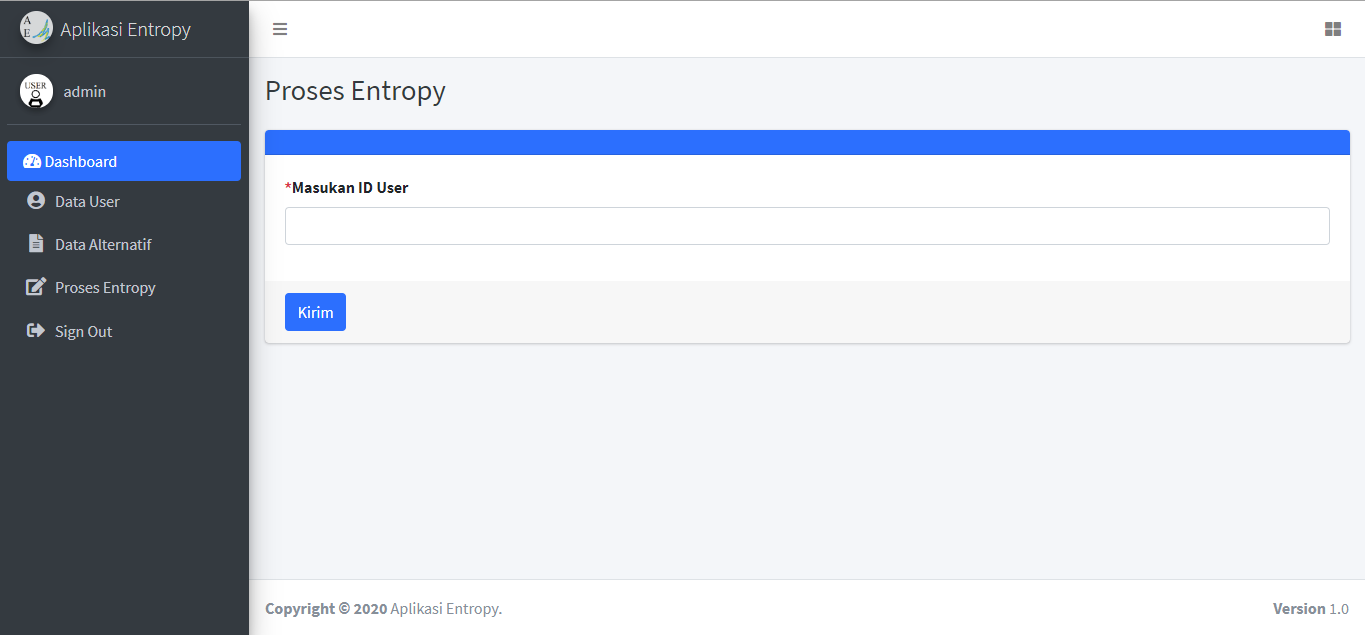 A
E
Aplikasi Entropy
USER
admin
Dashboard
Data User
Data Alternatif
Proses Entropy
Sign Out
Proses Entropy
*Masukan ID User
Kirim
Copyright © 2020 Aplikasi Entropy.
Version 1.0